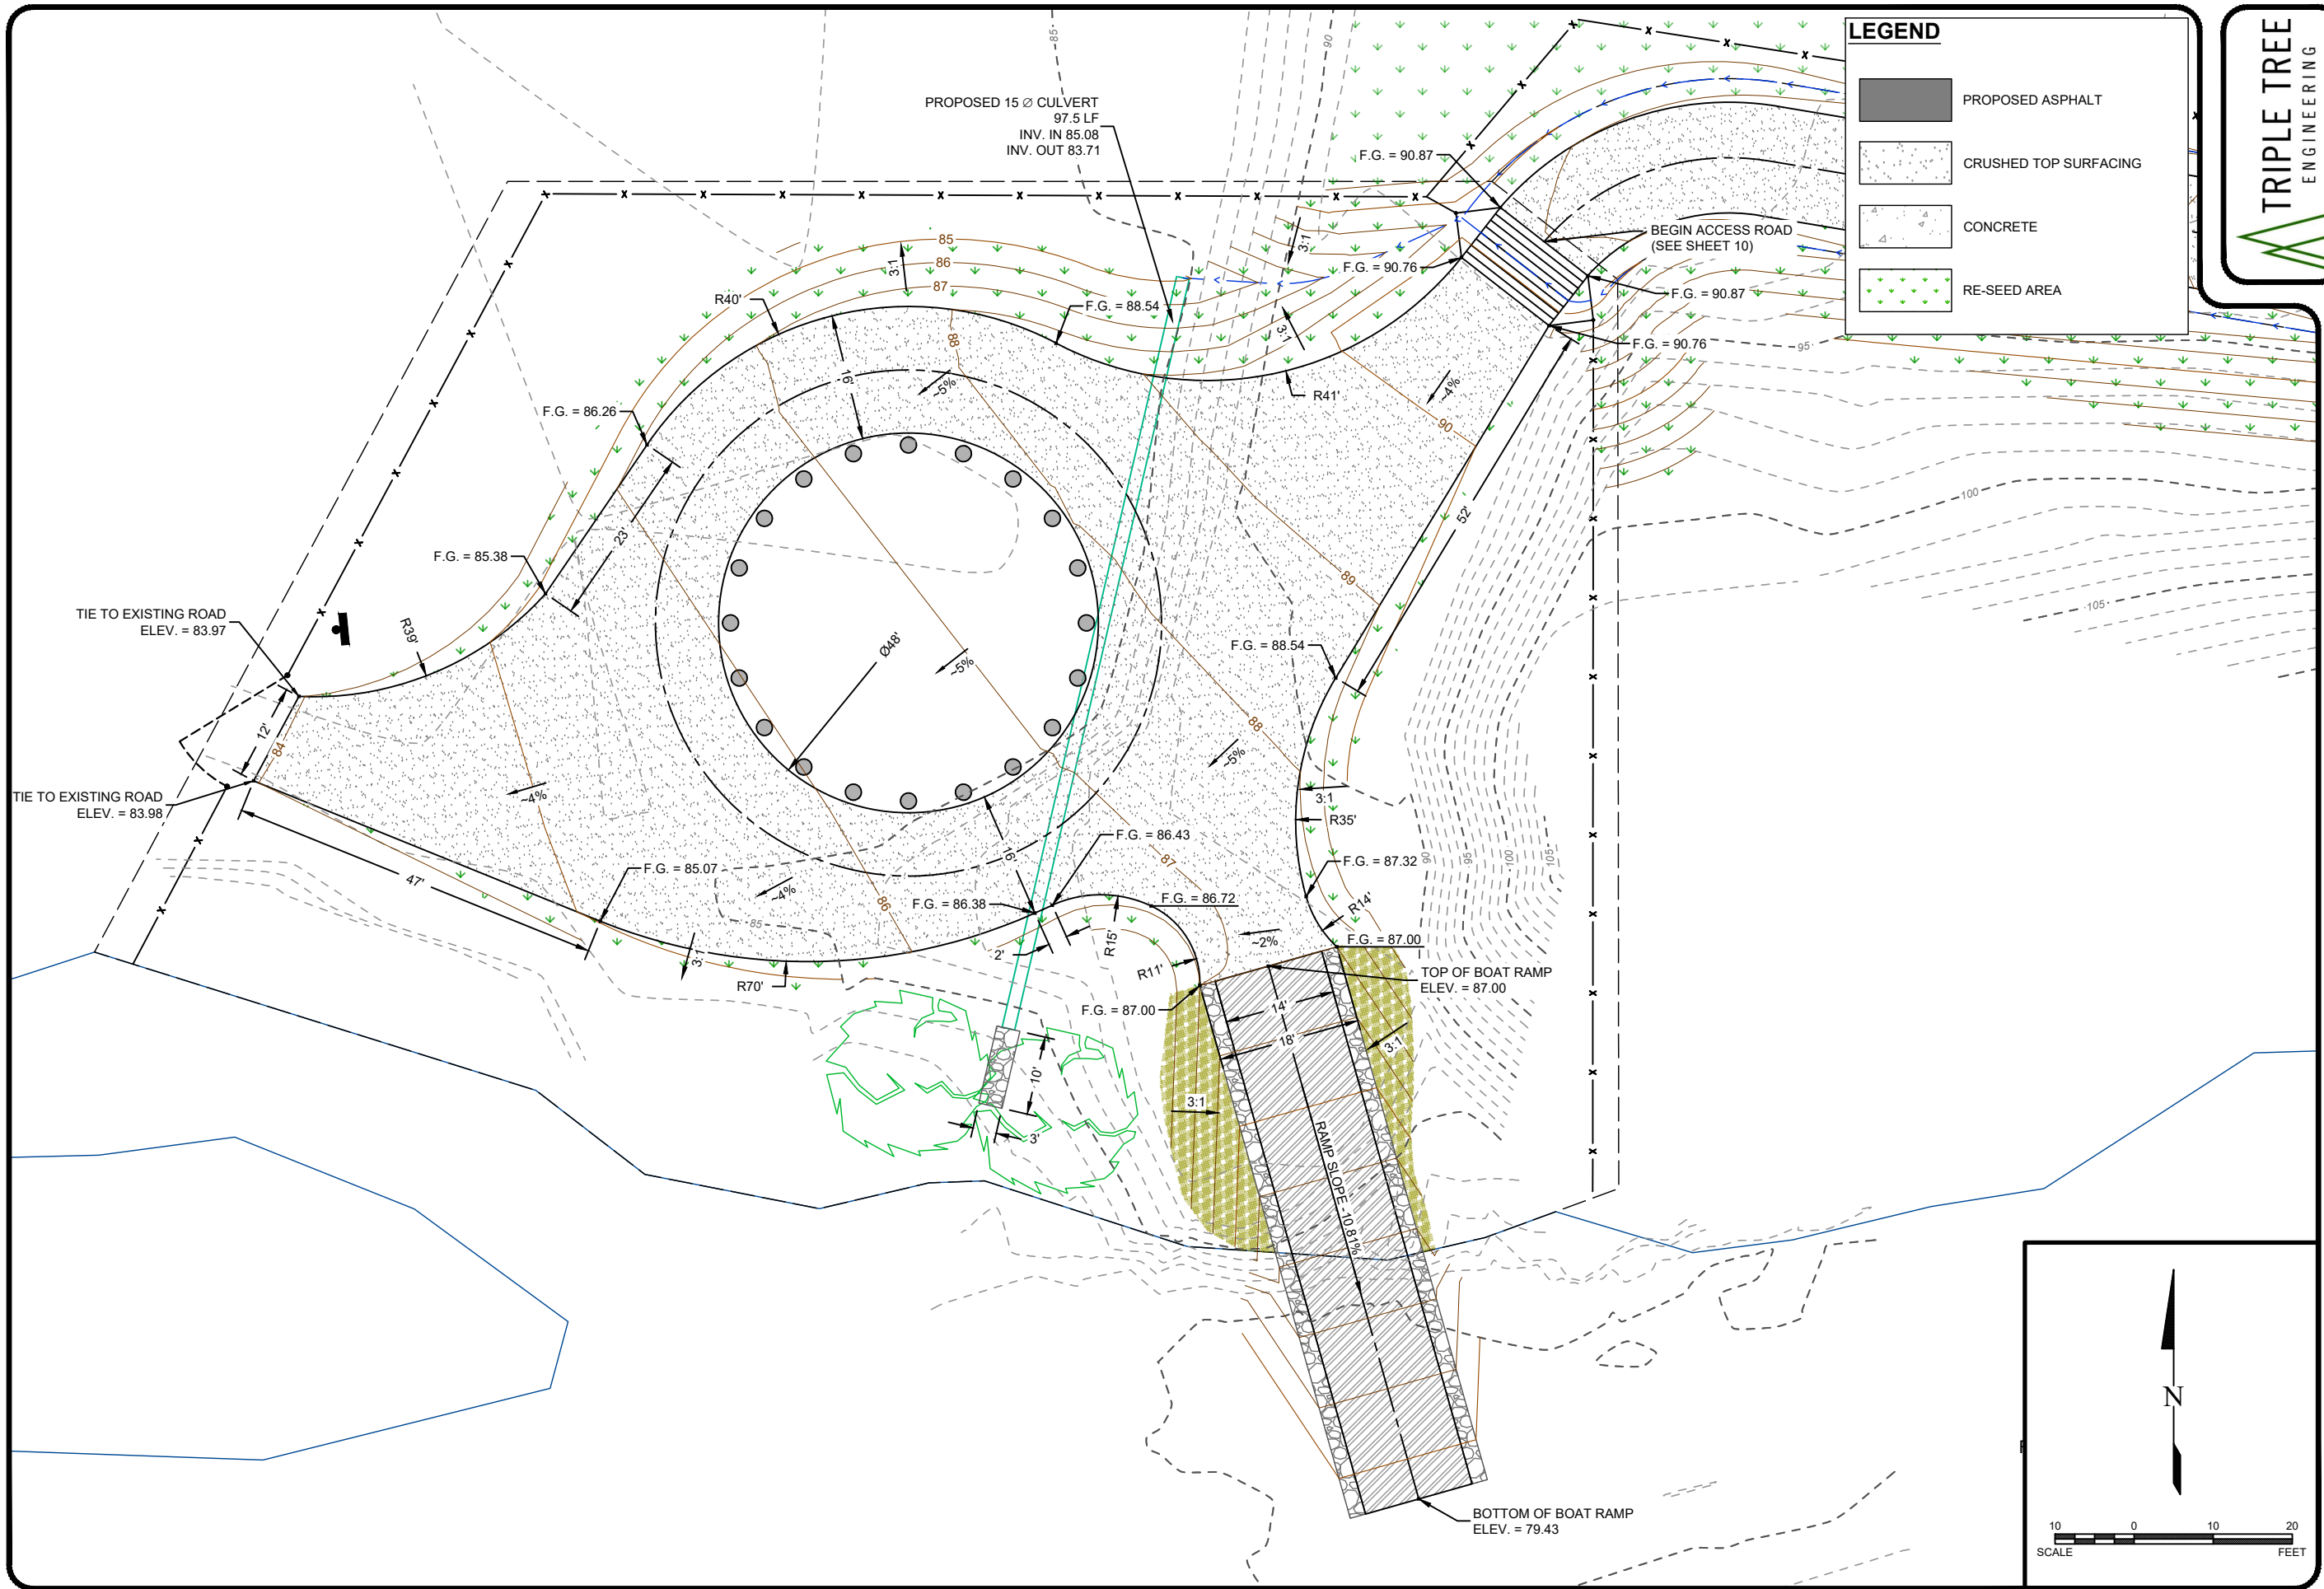 LEGEND
PROPOSED ASPHALT
CRUSHED TOP SURFACING
CONCRETE
RE-SEED AREA
TRIPLE TREE
ENGINEERING
PROPOSED 15 ∅ CULVERT
97.5 LF
INV. IN 85.08
INV. OUT 83.71
85
90
F.G. = 90.87
BEGIN ACCESS ROAD
(SEE SHEET 10)
F.G. = 90.76
F.G. = 90.87
F.G. = 90.76
3:1
85
86
87
3:1
R40'
F.G. = 88.54
88
16'
~5%
3:1
R41'
~4%
90
95
F.G. = 86.26
23'
52'
100
F.G. = 85.38
89
105
TIE TO EXISTING ROAD
ELEV. = 83.97
R39'
Ø48'
~5%
F.G. = 88.54
12'
84
88
~5%
~4%
TIE TO EXISTING ROAD
ELEV. = 83.98
3:1
R35'
F.G. = 86.43
16'
87
F.G. = 87.32
90
95
100
105
47'
F.G. = 85.07
~4%
86
F.G. = 86.38
F.G. = 86.72
R14'
85
~2%
F.G. = 87.00
2'
R15'
R11'
3:1
R70'
TOP OF BOAT RAMP
ELEV. = 87.00
F.G. = 87.00
14'
18'
3:1
10'
3:1
3'
RAMP SLOPE -10.81%
BOTTOM OF BOAT RAMP
ELEV. = 79.43
N
10 0 10 20
SCALE FEET